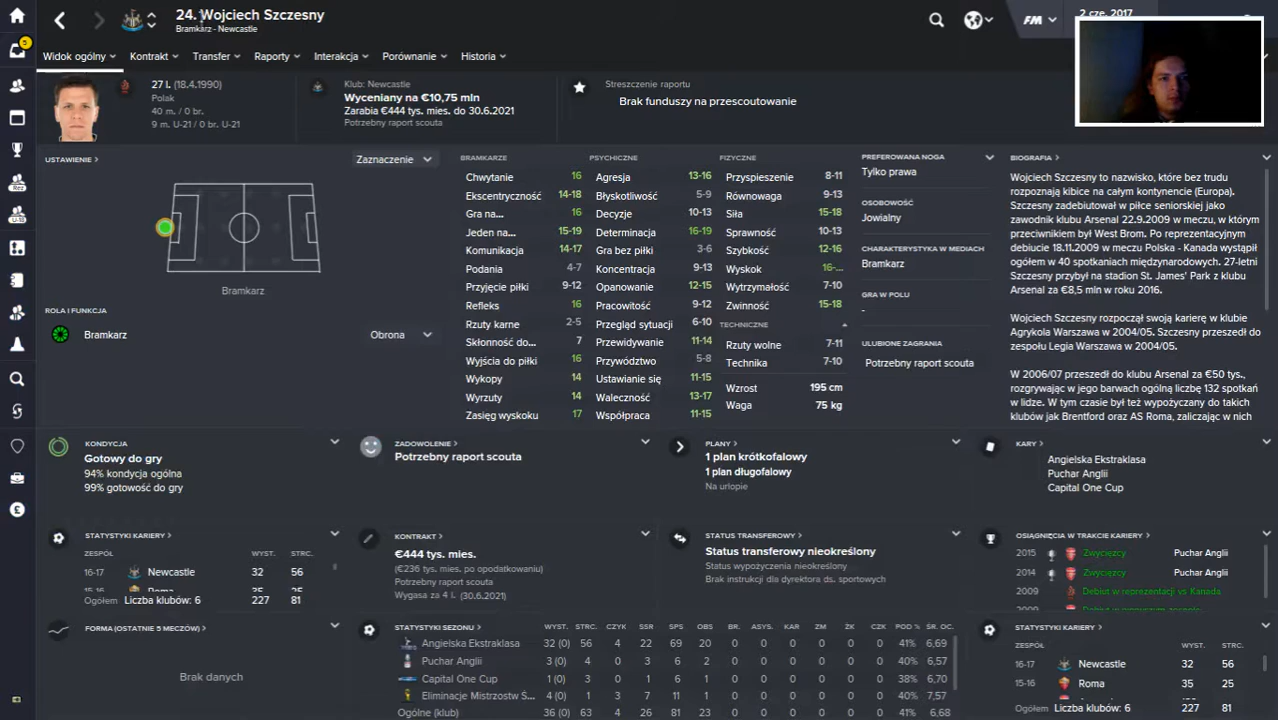 24. Wojciech Szczesny
Bramkarz - Newcastle
FM
2 cze. 2017
5
Widok ogólny
Kontrakt
Transfer
Raporty
Interakcja
Porównanie
Historia
27 l. (18.4.1990)
Polak
40 m. / 0 br.
9 m. U-21 / 0 br. U-21
Klub: Newcastle
Wyceniany na €10,75 mln
Zarabia €444 tys. mies. do 30.6.2021
Potrzebny raport scouta
Streszczenie raportu
Brak funduszy na przescoutowanie
USTAWIENIE >
Zaznaczenie
Bramkarz
ROLA I FUNKCJA
Bramkarz
Obrona
BRAMKARZE
Chwytanie 16
Ekscentryczność 14-18
Gra na... 16
Jeden na... 15-19
Komunikacja 14-17
Podania 4-7
Przyjęcie piłki 9-12
Refleks 16
Rzuty karne 2-5
Skłonność do... 7
Wyjścia do piłki 16
Wykopy 14
Wyrzuty 14
Zasięg wyskoku 17
PSYCHICZNE
Agresja 13-16
Błyskotliwość 5-9
Decyzje 10-13
Determinacja 16-19
Gra bez piłki 3-6
Koncentracja 9-13
Opanowanie 12-15
Pracowitość 9-12
Przegląd sytuacji 6-10
Przewidywanie 11-14
Przywództwo 5-8
Ustawianie się 11-15
Waleczność 13-17
Współpraca 11-15
FIZYCZNE
Przyspieszenie 8-11
Równowaga 9-13
Siła 15-18
Sprawność 10-13
Szybkość 12-16
Wyskok 16-...
Wytrzymałość 7-10
Zwinność 15-18
TECHNICZNE
Rzuty wolne 7-11
Technika 7-10
Wzrost 195 cm
Waga 75 kg
PREFEROWANA NOGA
Tylko prawa
OSOBOWOŚĆ
Jowialny
CHARAKTERYSTYKA W MEDIACH
Bramkarz
GRA W POLU
-
ULUBIONE ZAGRANIA
Potrzebny raport scouta
BIOGRAFIA >
Wojciech Szczesny to nazwisko, które bez trudu
rozpoznają kibice na całym kontynencie (Europa).
Szczesny zadebiutował w piłce seniorskiej jako
zawodnik klubu Arsenal 22.9.2009 w meczu, w którym
przeciwnikiem był West Brom. Po reprezentacyjnym
debiucie 18.11.2009 w meczu Polska - Kanada wystąpił
ogółem w 40 spotkaniach międzynarodowych. 27-letni
Szczesny przybył na stadion St. James' Park z klubu
Arsenal za €8,5 mln w roku 2016.
Wojciech Szczesny rozpoczął swoją karierę w klubie
Agrykola Warszawa w 2004/05. Szczesny przeszedł do
zespołu Legia Warszawa w 2004/05.
W 2006/07 przeszedł do klubu Arsenal za €50 tys.,
rozgrywając w jego barwach ogólną liczbę 132 spotkań
w lidze. W tym czasie był też wypożyczany do takich
klubów jak Brentford oraz AS Roma, zaliczając w nich
KONDYCJA
Gotowy do gry
94% kondycja ogólna
99% gotowość do gry
ZADOWOLENIE >
Potrzebny raport scouta
PLANY >
1 plan krótkofalowy
1 plan długofalowy
Na urlopie
KARY >
Angielska Ekstraklasa
Puchar Anglii
Capital One Cup
STATYSTYKI KARIERY >
ZESPÓŁ WYST. STRC.
16-17 Newcastle 32 56
15-16 Roma 35 25
Ogółem Liczba klubów: 6 227 81
KONTRAKT >
€444 tys. mies.
(€236 tys. mies. po opodatkowaniu)
Potrzebny raport scouta
Wygasa za 4 l. (30.6.2021)
STATUS TRANSFEROWY >
Status transferowy nieokreślony
Status wypożyczenia nieokreślony
Brak instrukcji dla dyrektora ds. sportowych
OSIĄGNIĘCIA W TRAKCIE KARIERY >
2015 Zwycięzcy Puchar Anglii
2014 Zwycięzcy Puchar Anglii
2009 Debiut w reprezentacji vs Kanada
2009 Debiut w pierwszym zespole
FORMA (OSTATNIE 5 MECZÓW) >
Brak danych
STATYSTYKI SEZONU > WYST. STRC. CZYK SSR SPS OBS BR. ASYS. KAR ZM ŻK CZK POD % ŚR. OC.
Angielska Ekstraklasa 32 (0) 56 4 22 69 20 0 0 0 0 0 0 41% 6,69
Puchar Anglii 3 (0) 4 0 3 6 2 0 0 0 0 0 0 40% 6,57
Capital One Cup 1 (0) 3 0 1 6 1 0 0 0 0 0 0 38% 6,70
Eliminacje Mistrzostw Ś... 4 (0) 1 3 7 11 1 0 0 0 0 0 0 40% 7,57
Ogólne (klub) 36 (0) 63 4 26 81 23 0 0 0 0 0 0 41% 6,68
STATYSTYKI KARIERY >
ZESPÓŁ WYST. STRC.
16-17 Newcastle 32 56
15-16 Roma 35 25
Ogółem Liczba klubów: 6 227 81